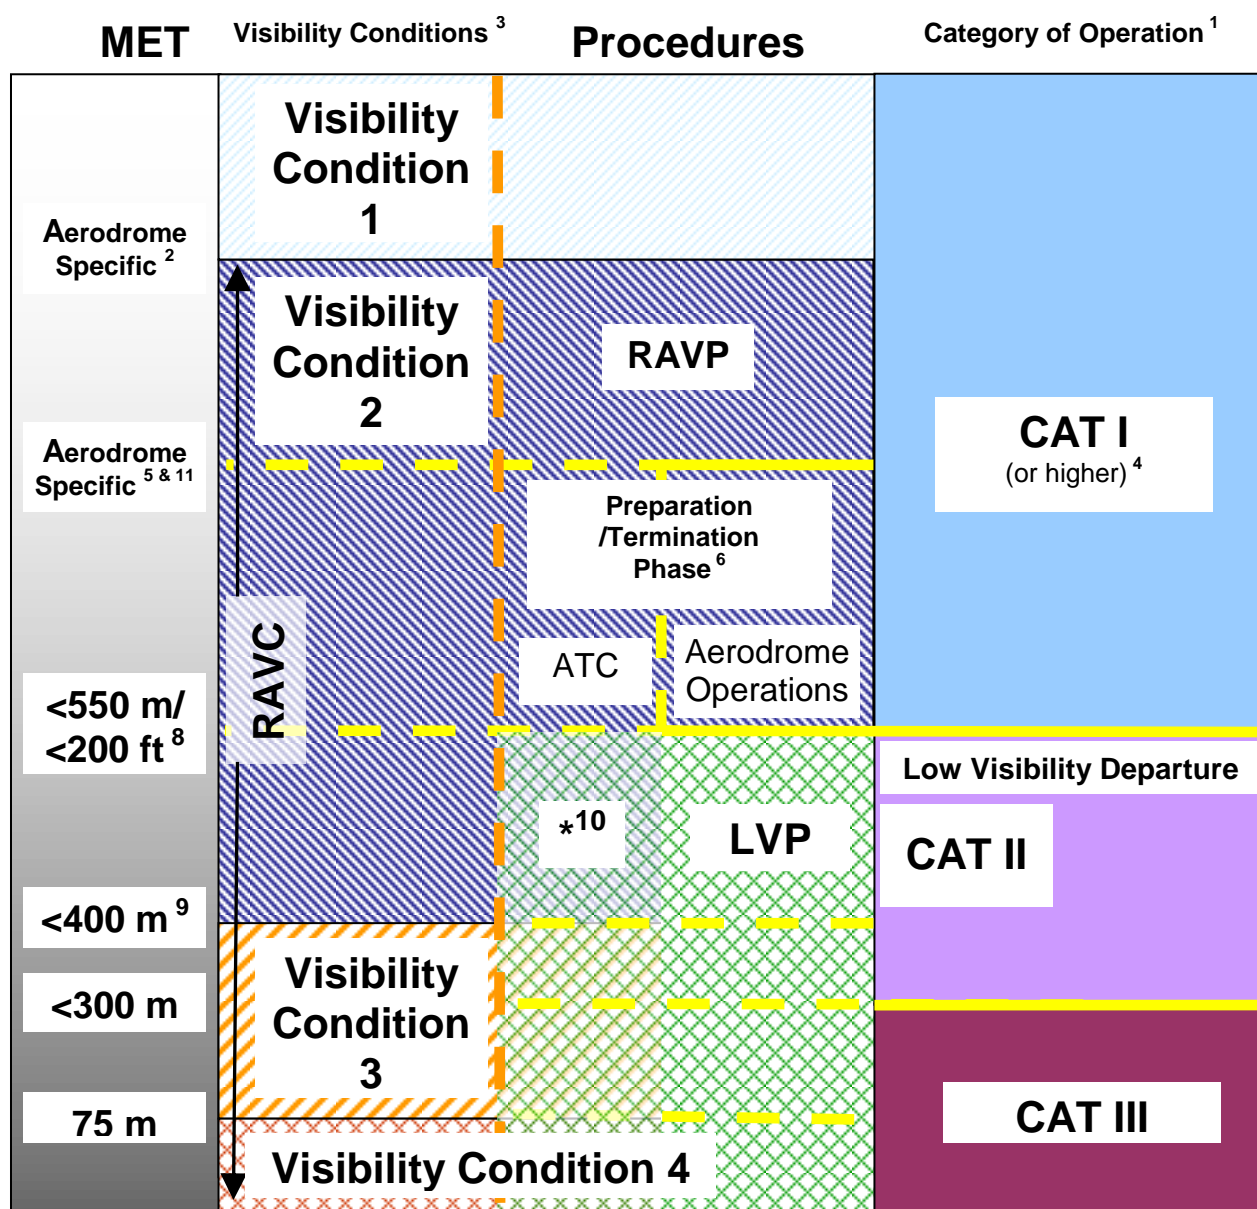 MET
Visibility Conditions 3
Procedures
Category of Operation 1
Visibility
Condition
1
Aerodrome
Specific 2
Visibility
Condition
2
RAVP
CAT I
(or higher) 4
Aerodrome
Specific 5 & 11
Preparation
/Termination
Phase 6
RAVC
ATC
Aerodrome
Operations
<550 m/
<200 ft 8
Low Visibility Departure
*10
LVP
CAT II
<400 m 9
Visibility
Condition
3
<300 m
75 m
CAT III
Visibility Condition 4